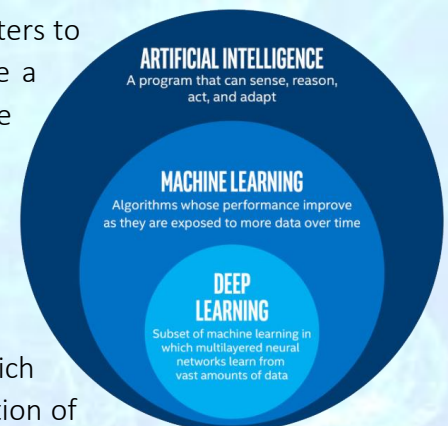 ters to
e a
e
ich
tion of
ARTIFICIAL INTELLIGENCE
A program that can sense, reason,
act, and adapt
MACHINE LEARNING
Algorithms whose performance improve
as they are exposed to more data over time
DEEP
LEARNING
Subset of machine learning in
which multilayered neural
networks learn from
vast amounts of data